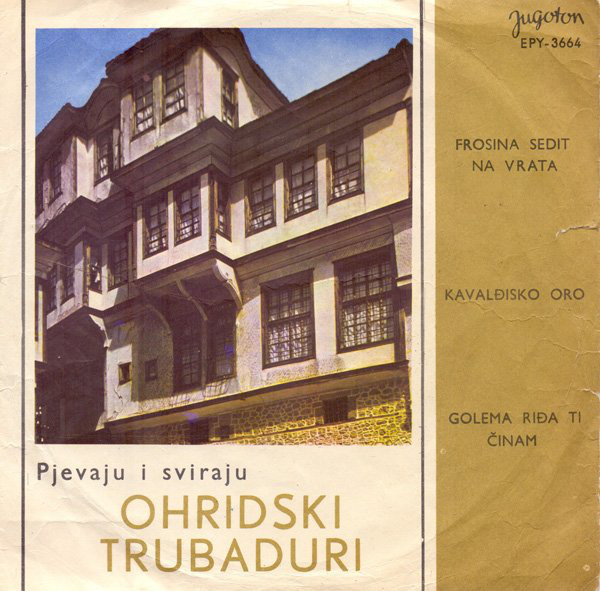 Jugoton
EPY-3664
FROSINA SEDIT
NA VRATA
KAVALĐISKO ORO
GOLEMA RIĐA TI
ČINAM
Pjevaju i sviraju
OHRIDSKI
TRUBADURI